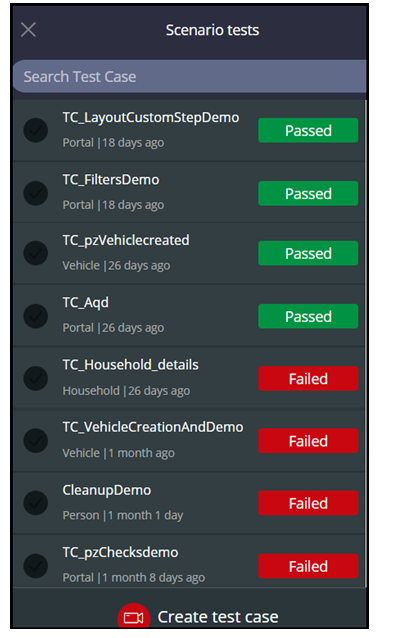 Scenario tests
Search Test Case
TC_LayoutCustomStepDemo
Passed
Portal |18 days ago
TC_FiltersDemo
Passed
Portal |18 days ago
TC_pzVehiclecreated
Passed
Vehicle |26 days ago
TC_Aqd
Passed
Portal |26 days ago
TC_Household_details
Failed
Household |26 days ago
TC_VehicleCreationAndDemo
Failed
Vehicle |1 month ago
CleanupDemo
Failed
Person |1 month 1 day
TC_pzChecksdemo
Failed
Portal |1 month 8 days ago
Create test case